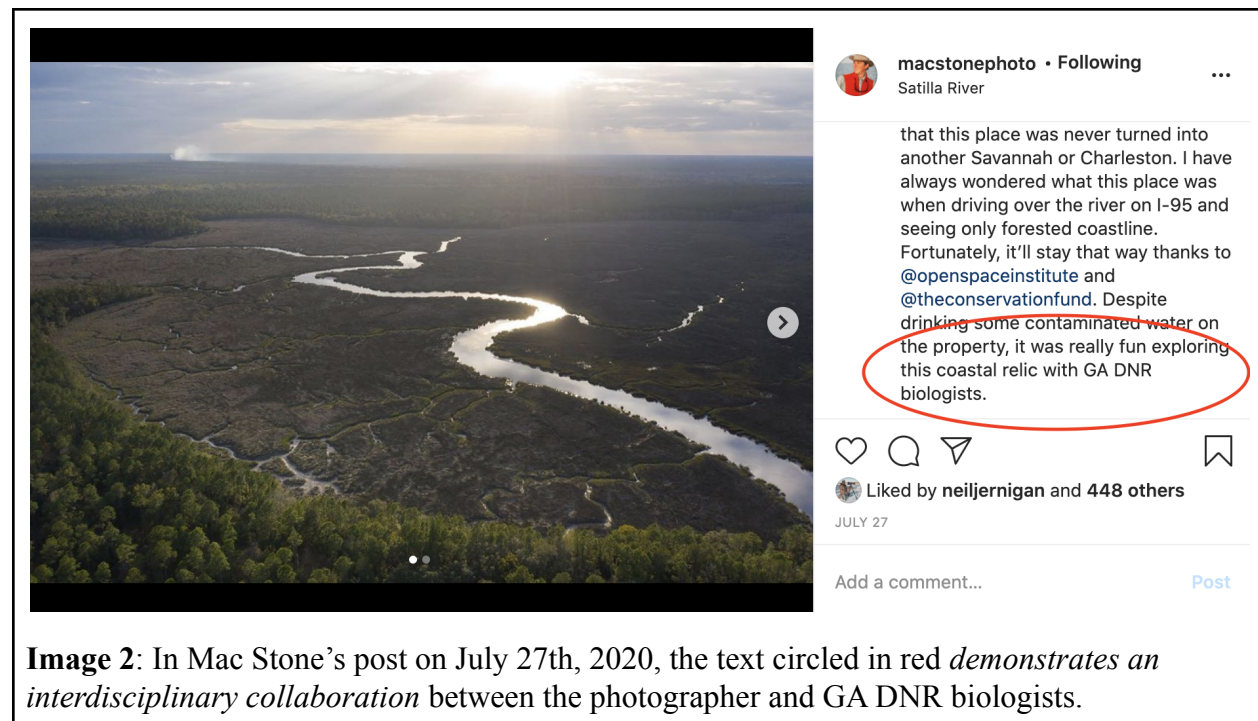 macstonephoto • Following
Satilla River
that this place was never turned into
another Savannah or Charleston. I have
always wondered what this place was
when driving over the river on I-95 and
seeing only forested coastline.
Fortunately, it'll stay that way thanks to
@openspaceinstitute and
@theconservationfund. Despite
drinking some contaminated water on
the property, it was really fun exploring
this coastal relic with GA DNR
biologists.
Liked by neiljernigan and 448 others
JULY 27
Add a comment... Post
Image 2: In Mac Stone's post on July 27th, 2020, the text circled in red demonstrates an
interdisciplinary collaboration between the photographer and GA DNR biologists.